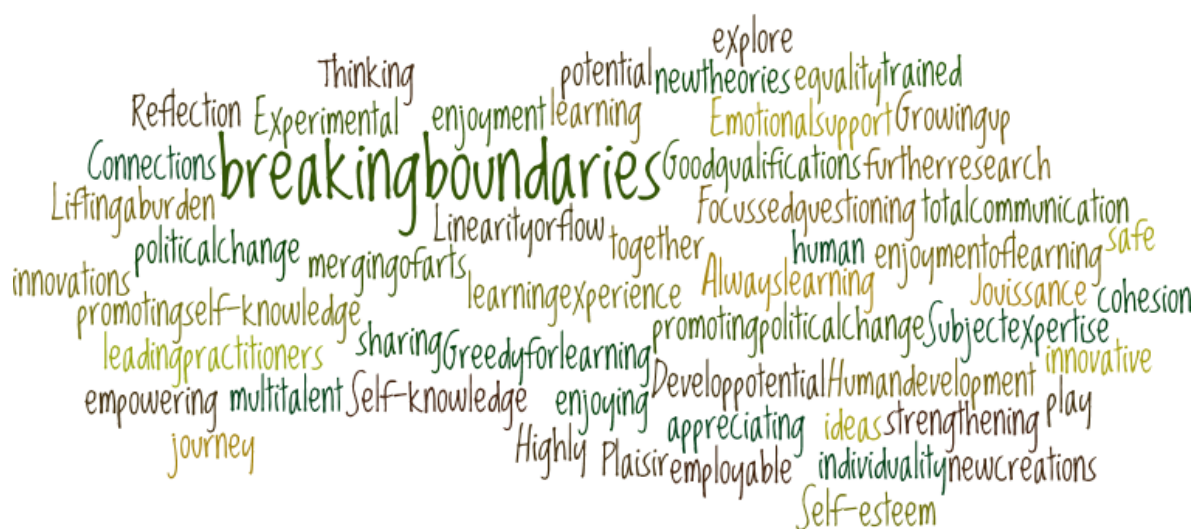 explore
Thinking potential newtheories equality trained
Reflection Experimental enjoyment learning Emotionalsupport Growingup
Connections breakingboundaries Goodqualifications furtherresearch
Liftingaburden Linearityorflow Focussedquestioning totalcommunication
politicalchange together human enjoymentoflearning safe
innovations mergingofarts learningexperience Alwayslearning Jouissance cohesion
promotingself-knowledge promotingpoliticalchange Subjectexpertise
leadingpractitioners sharing Greedyforlearning innovative
empowering multitalent Self-knowledge enjoying Developpotential Humandevelopment play
journey Highly appreciating ideas strengthening
Plaisir employable individuality newcreations
Self-esteem